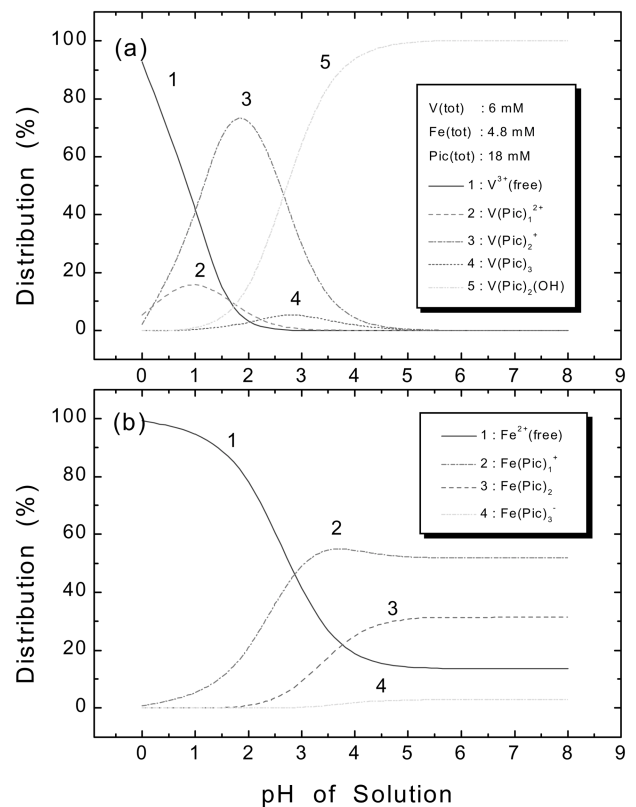 (a)
100
80
60
40
20
0
Distribution (%)
1
2
3
4
5
V(tot) : 6 mM
Fe(tot) : 4.8 mM
Pic(tot) : 18 mM
1 : V³⁺(free)
2 : V(Pic)₁²⁺
3 : V(Pic)₂⁺
4 : V(Pic)₃
5 : V(Pic)₂(OH)
0 1 2 3 4 5 6 7 8 9
(b)
100
80
60
40
20
0
Distribution (%)
1
2
3
4
1 : Fe²⁺(free)
2 : Fe(Pic)₁⁺
3 : Fe(Pic)₂
4 : Fe(Pic)₃⁻
0 1 2 3 4 5 6 7 8 9
pH of Solution